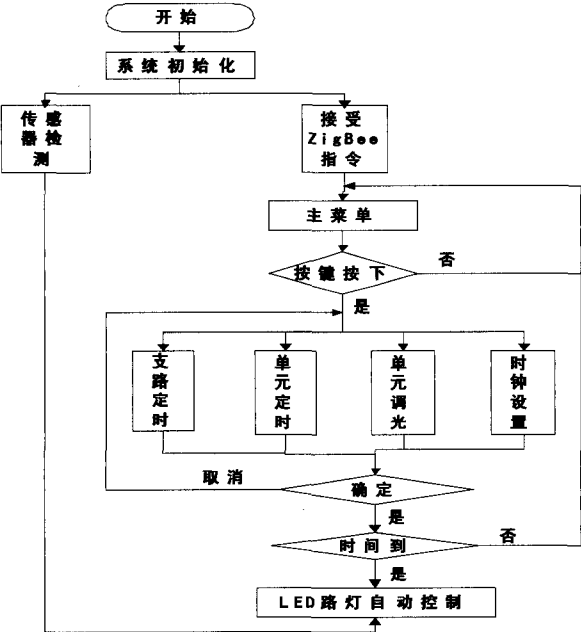 开始
系统初始化
传感
器检
测
接受
ZigBee
指令
主菜单
按键按下
否
是
支
路
定
时
单
元
定
时
单
元
调
光
时
钟
设
置
取消
确定
是
时间到
否
是
LED路灯自动控制